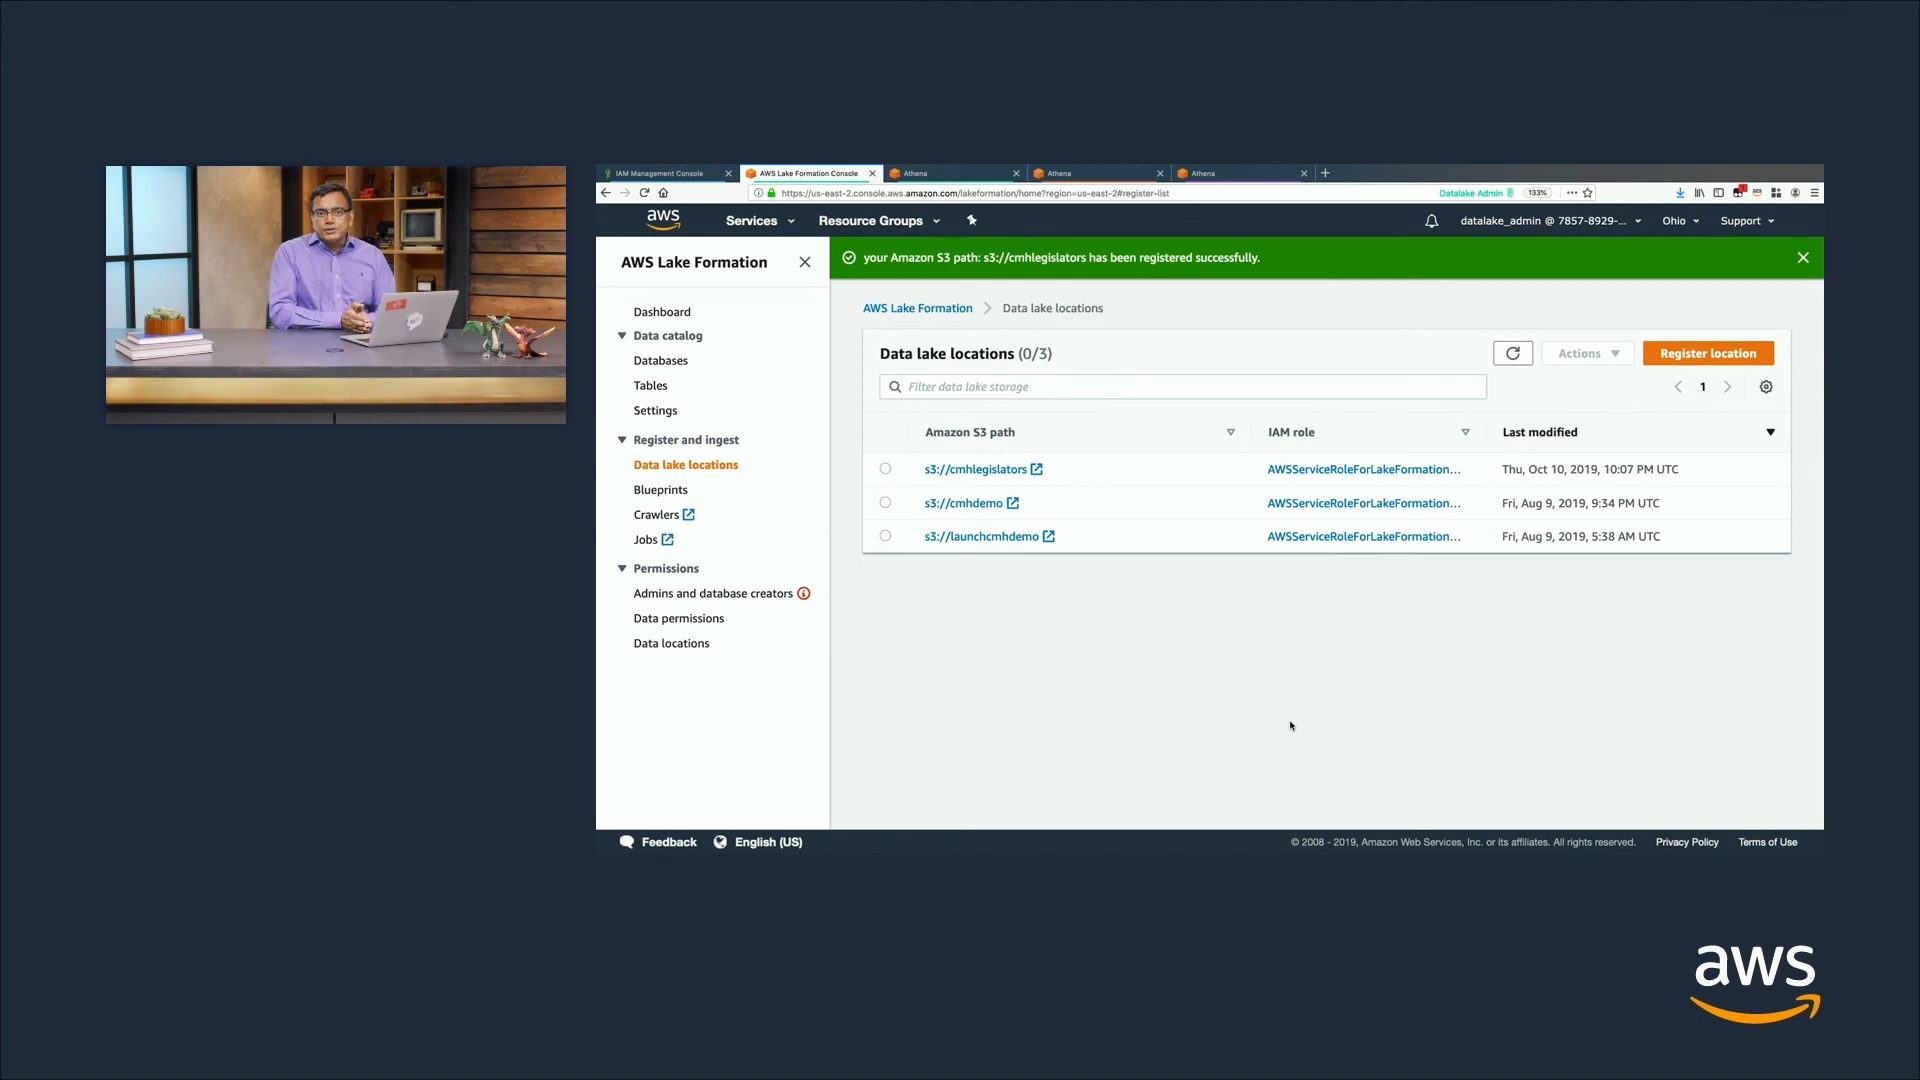 IAM Management Console
AWS Lake Formation Console
Athena
Athena
Athena
https://us-east-2.console.aws.amazon.com/lakeformation/home?region=us-east-2#register-list
Datalake Admin
133%
aws
Services
Resource Groups
datalake_admin @ 7857-8929-...
Ohio
Support
AWS Lake Formation
your Amazon S3 path: s3://cmhlegislators has been registered successfully.
Dashboard
Data catalog
Databases
Tables
Settings
Register and ingest
Data lake locations
Blueprints
Crawlers
Jobs
Permissions
Admins and database creators
Data permissions
Data locations
AWS Lake Formation
Data lake locations
Data lake locations (0/3)
Actions
Register location
Filter data lake storage
1
Amazon S3 path
IAM role
Last modified
s3://cmhlegislators
AWSServiceRoleForLakeFormation...
Thu, Oct 10, 2019, 10:07 PM UTC
s3://cmhdemo
AWSServiceRoleForLakeFormation...
Fri, Aug 9, 2019, 9:34 PM UTC
s3://launchcmhdemo
AWSServiceRoleForLakeFormation...
Fri, Aug 9, 2019, 5:38 AM UTC
Feedback
English (US)
© 2008 - 2019, Amazon Web Services, Inc. or its affiliates. All rights reserved.
Privacy Policy
Terms of Use
aws